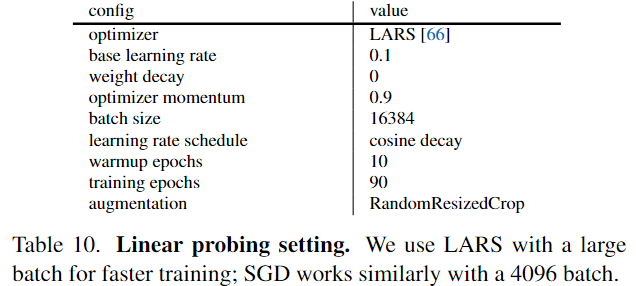 config value
optimizer LARS [66]
base learning rate 0.1
weight decay 0
optimizer momentum 0.9
batch size 16384
learning rate schedule cosine decay
warmup epochs 10
training epochs 90
augmentation RandomResizedCrop
Table 10. Linear probing setting. We use LARS with a large
batch for faster training; SGD works similarly with a 4096 batch.